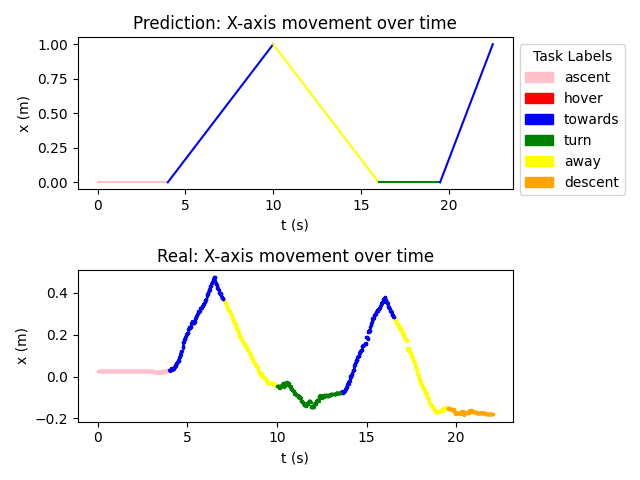 Prediction: X-axis movement over time
x (m)
1.00
0.75
0.50
0.25
0.00
0
5
10
15
20
t (s)
Task Labels
ascent
hover
towards
turn
away
descent
Real: X-axis movement over time
x (m)
0.4
0.2
0.0
−0.2
0
5
10
15
20
t (s)